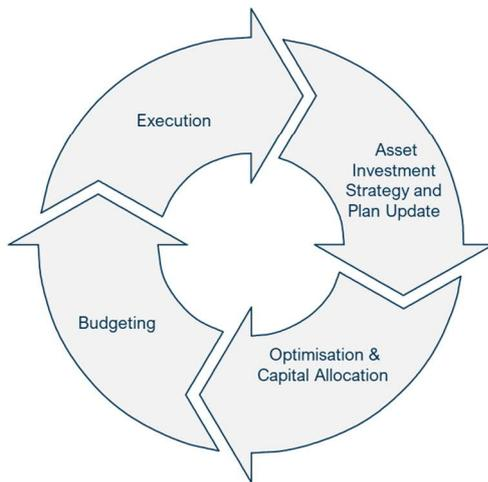 Execution
Asset
Investment
Strategy and
Plan Update
Optimisation &
Capital Allocation
Budgeting